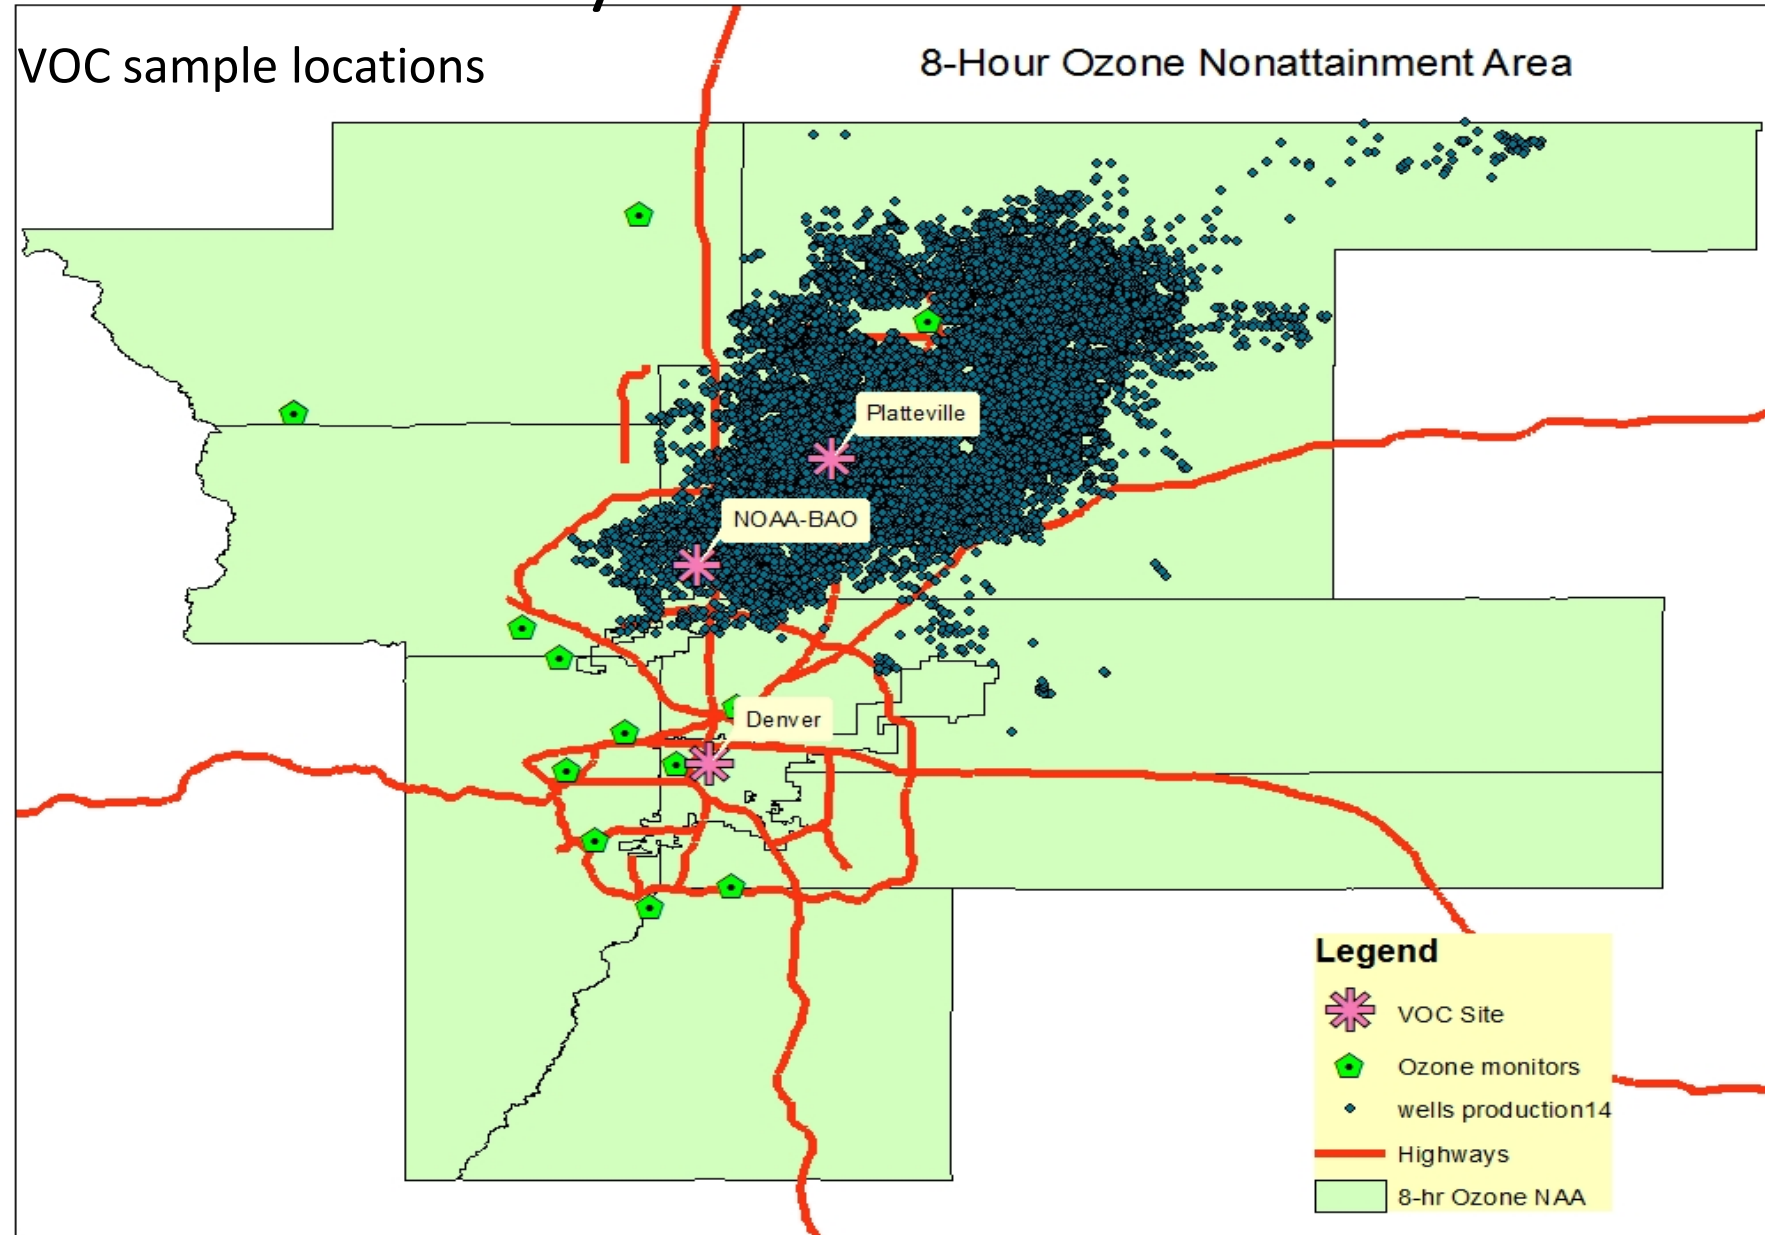 VOC sample locations
8-Hour Ozone Nonattainment Area
Platteville
NOAA-BAO
Denver
Legend
VOC Site
Ozone monitors
wells production14
Highways
8-hr Ozone NAA